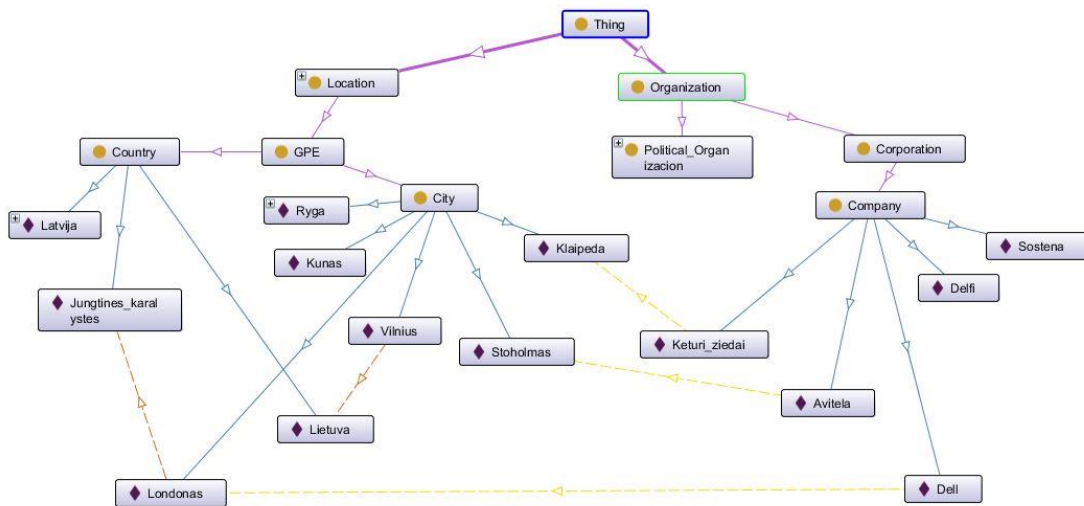 Thing
Location
Organization
Country
GPE
Political_Organ
izacion
Corporation
City
Company
Latvija
Ryga
Kunas
Klaipeda
Sostena
Delfi
Jungtines_karal
ystes
Vilnius
Stoholmas
Keturi_ziedai
Avitela
Lietuva
Londonas
Dell